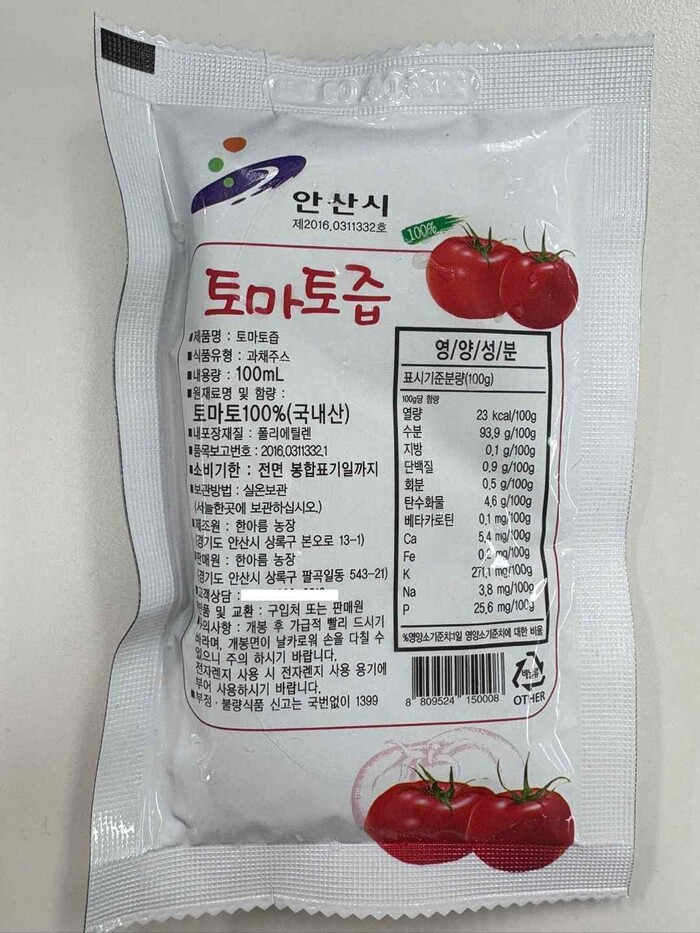 안산시
제2016.0311332호
100%
토마토즙
■제품명 : 토마토즙
■식품유형 : 과채주스
■내용량 : 100mL
■원재료명 및 함량 :
토마토100%(국내산)
■내포장재질 : 폴리에틸렌
■품목보고번호 : 2016.0311332.1
■소비기한 : 전면 봉합표기일까지
■보관방법 : 실온보관
(서늘한곳에 보관하십시오.)
■제조원 : 한아름 농장
(경기도 안산시 상록구 본오로 13-1)
■판매원 : 한아름 농장
(경기도 안산시 상록구 팔곡일동 543-21)
■고객상담 :
■반품 및 교환 : 구입처 또는 판매원
■주의사항 : 개봉 후 가급적 빨리 드시기
바라며, 개봉면이 날카로워 손을 다칠 수
있으니 주의 하시기 바랍니다.
전자렌지 사용 시 전자렌지 사용 용기에
부어 사용하시기 바랍니다.
■부정·불량식품 신고는 국번없이 1399
영/양/성/분
표시기준분량(100g)
100g당 함량
열량 23 kcal/100g
수분 93.9 g/100g
지방 0.1 g/100g
단백질 0.9 g/100g
회분 0.5 g/100g
탄수화물 4.6 g/100g
베타카로틴 0.1 mg/100g
Ca 5.4 mg/100g
Fe 0.2 mg/100g
K 271.1 mg/100g
Na 3.8 mg/100g
P 25.6 mg/100g
%영양소기준치:1일 영양소기준치에 대한 비율
8 809524 150008
OTHER